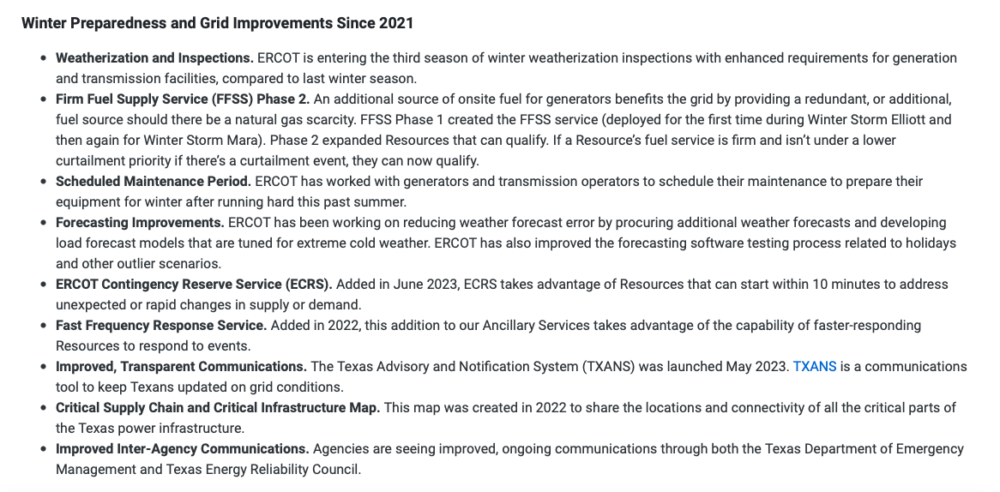 Winter Preparedness and Grid Improvements Since 2021
• Weatherization and Inspections. ERCOT is entering the third season of winter weatherization inspections with enhanced requirements for generation
and transmission facilities, compared to last winter season.
• Firm Fuel Supply Service (FFSS) Phase 2. An additional source of onsite fuel for generators benefits the grid by providing a redundant, or additional,
fuel source should there be a natural gas scarcity. FFSS Phase 1 created the FFSS service (deployed for the first time during Winter Storm Elliott and
then again for Winter Storm Mara). Phase 2 expanded Resources that can qualify. If a Resource’s fuel service is firm and isn’t under a lower
curtailment priority if there’s a curtailment event, they can now qualify.
• Scheduled Maintenance Period. ERCOT has worked with generators and transmission operators to schedule their maintenance to prepare their
equipment for winter after running hard this past summer.
• Forecasting Improvements. ERCOT has been working on reducing weather forecast error by procuring additional weather forecasts and developing
load forecast models that are tuned for extreme cold weather. ERCOT has also improved the forecasting software testing process related to holidays
and other outlier scenarios.
• ERCOT Contingency Reserve Service (ECRS). Added in June 2023, ECRS takes advantage of Resources that can start within 10 minutes to address
unexpected or rapid changes in supply or demand.
• Fast Frequency Response Service. Added in 2022, this addition to our Ancillary Services takes advantage of the capability of faster-responding
Resources to respond to events.
• Improved, Transparent Communications. The Texas Advisory and Notification System (TXANS) was launched May 2023. TXANS is a communications
tool to keep Texans updated on grid conditions.
• Critical Supply Chain and Critical Infrastructure Map. This map was created in 2022 to share the locations and connectivity of all the critical parts of
the Texas power infrastructure.
• Improved Inter-Agency Communications. Agencies are seeing improved, ongoing communications through both the Texas Department of Emergency
Management and Texas Energy Reliability Council.